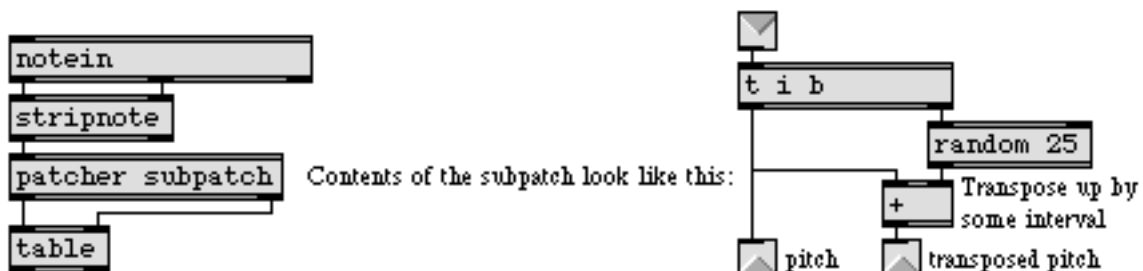 notein
stripnote
patcher subpatch
table
Contents of the subpatch look like this:
t i b
random 25
+
Transpose up by
some interval
pitch
transposed pitch